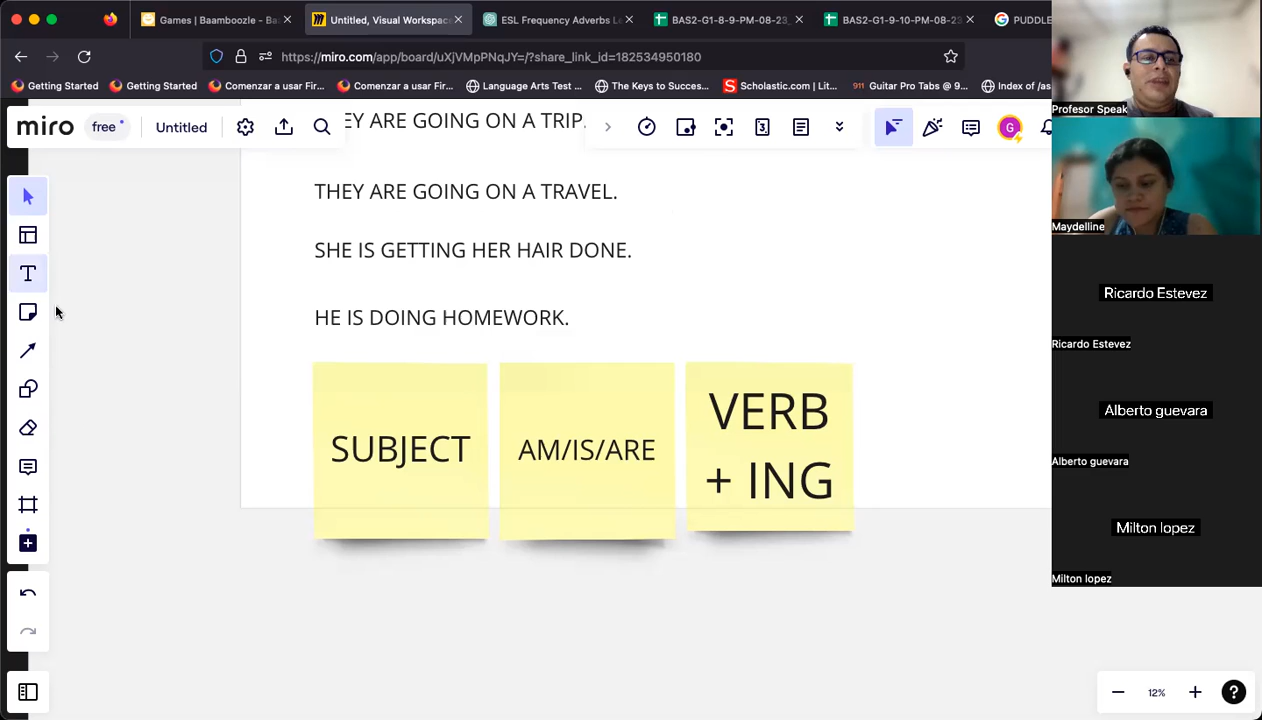 Games | Baamboozle - Ba
Untitled, Visual Workspac
ESL Frequency Adverbs Le
BAS2-G1-8-9-PM-08-23_
BAS2-G1-9-10-PM-08-23
PUDDLE
https://miro.com/app/board/uXjVMpPNqJY=/?share_link_id=182534950180
Getting Started
Getting Started
Comenzar a usar Fir...
Comenzar a usar Fir...
Language Arts Test ...
The Keys to Succes...
S Scholastic.com | Lit...
911 Guitar Pro Tabs @ 9...
Index of /as
miro
free
Untitled
3
G
EY ARE GOING ON A TRIP.
THEY ARE GOING ON A TRAVEL.
SHE IS GETTING HER HAIR DONE.
HE IS DOING HOMEWORK.
SUBJECT
AM/IS/ARE
VERB
+ ING
Profesor Speak
Maydelline
Ricardo Estevez
Ricardo Estevez
Alberto guevara
Alberto guevara
Milton lopez
Milton lopez
T
12%
?